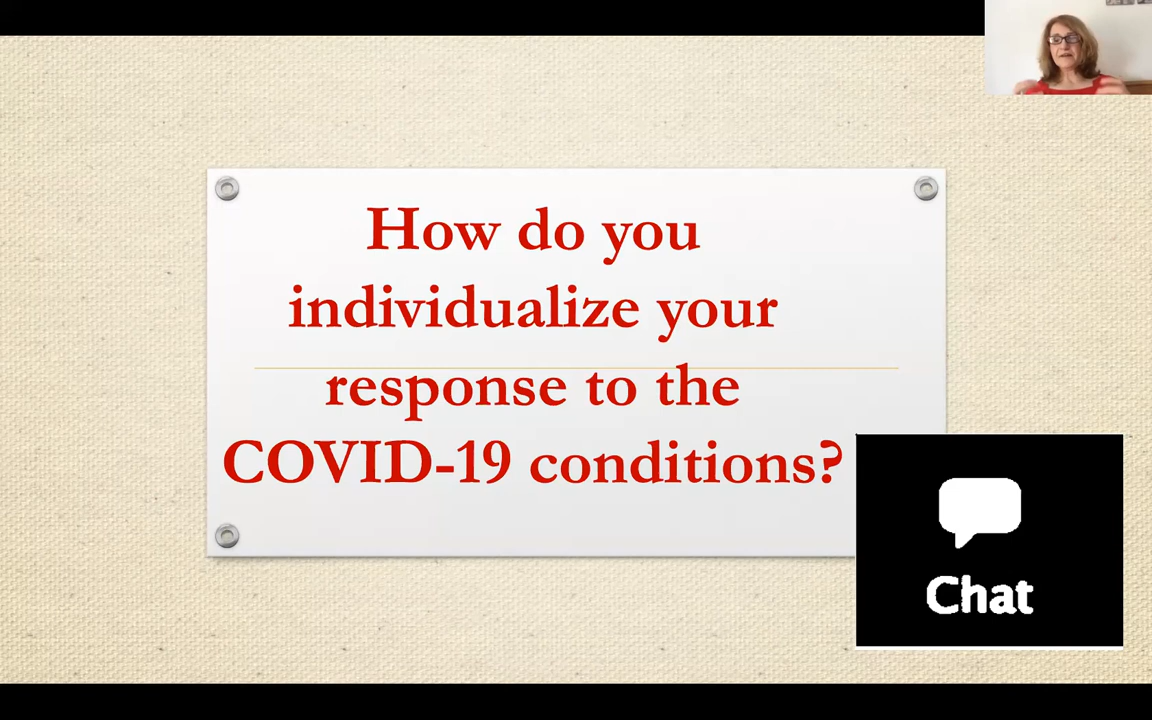 How do you
individualize your
response to the
COVID-19 conditions?
Chat